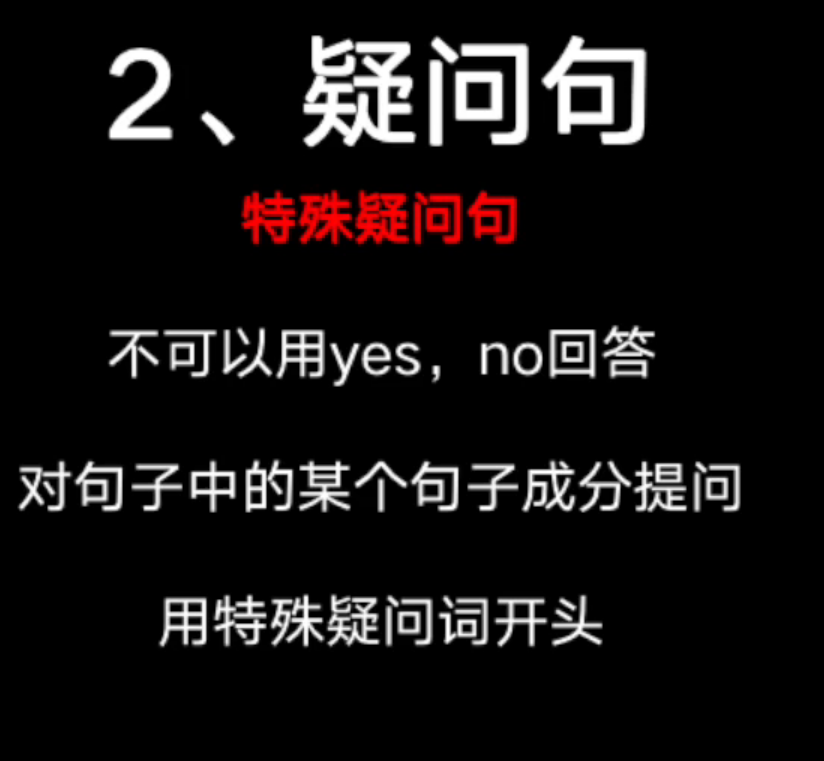 2、疑问句
特殊疑问句
不可以用yes，no回答
对句子中的某个句子成分提问
用特殊疑问词开头